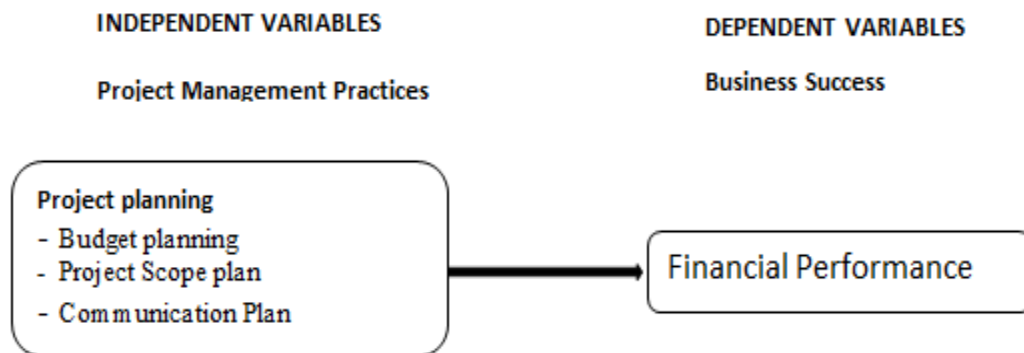 INDEPENDENT VARIABLES
DEPENDENT VARIABLES
Project Management Practices
Business Success
Project planning
- Budget planning
- Project Scope plan
- Communication Plan
Financial Performance